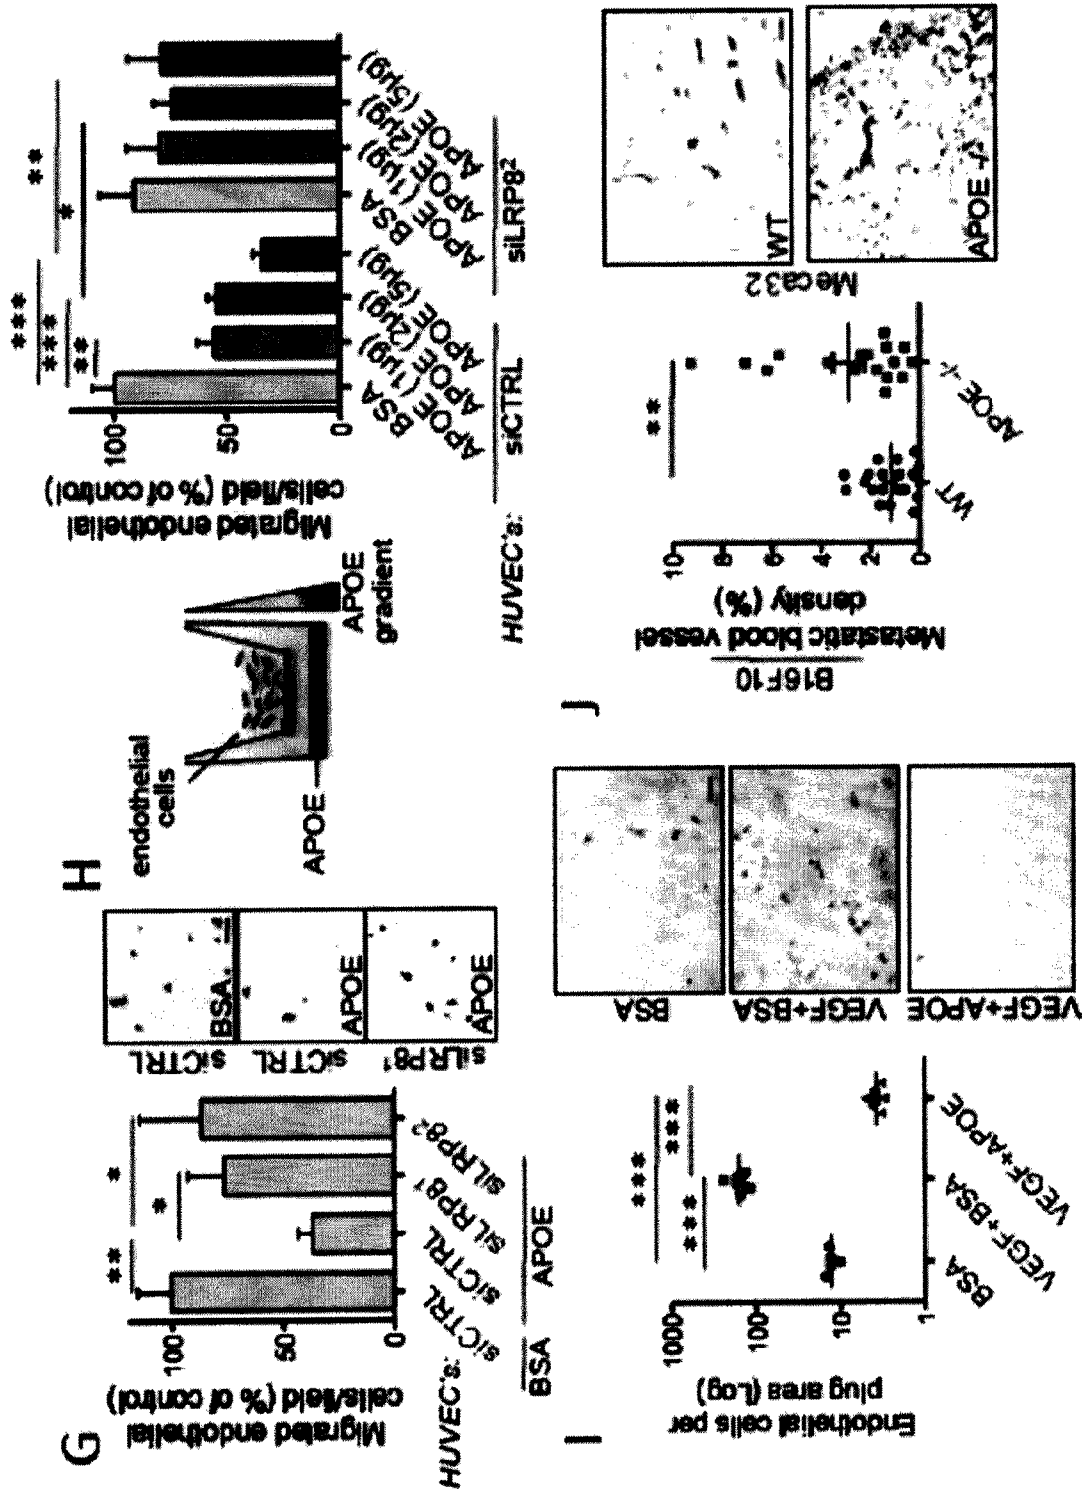 G
Migrated endothelial
cells/field (% of control)
100
50
0
HUVEC's:
siCTRL
siCTRL
siLRP8¹
siLRP8²
BSA
APOE
** * *
siCTRL
BSA
siCTRL
APOE
siLRP8¹
APOE
H
endothelial
cells
APOE
APOE
gradient
Migrated endothelial
cells/field (% of control)
100
50
0
*** 
***
**
**
*
BSA
APOE (1µg)
APOE (2µg)
APOE (5µg)
BSA
APOE (1µg)
APOE (2µg)
APOE (5µg)
HUVEC's:
siCTRL
siLRP8²
I
Endothelial cells per
plug area (Log)
1000
100
10
1
***
***
***
BSA
VEGF+BSA
VEGF+APOE
BSA
VEGF+BSA
VEGF+APOE
J
B16F10
Metastatic blood vessel
density (%)
10
8
6
4
2
0
**
WT
APOE -/-
Meca32
WT
APOE -/-